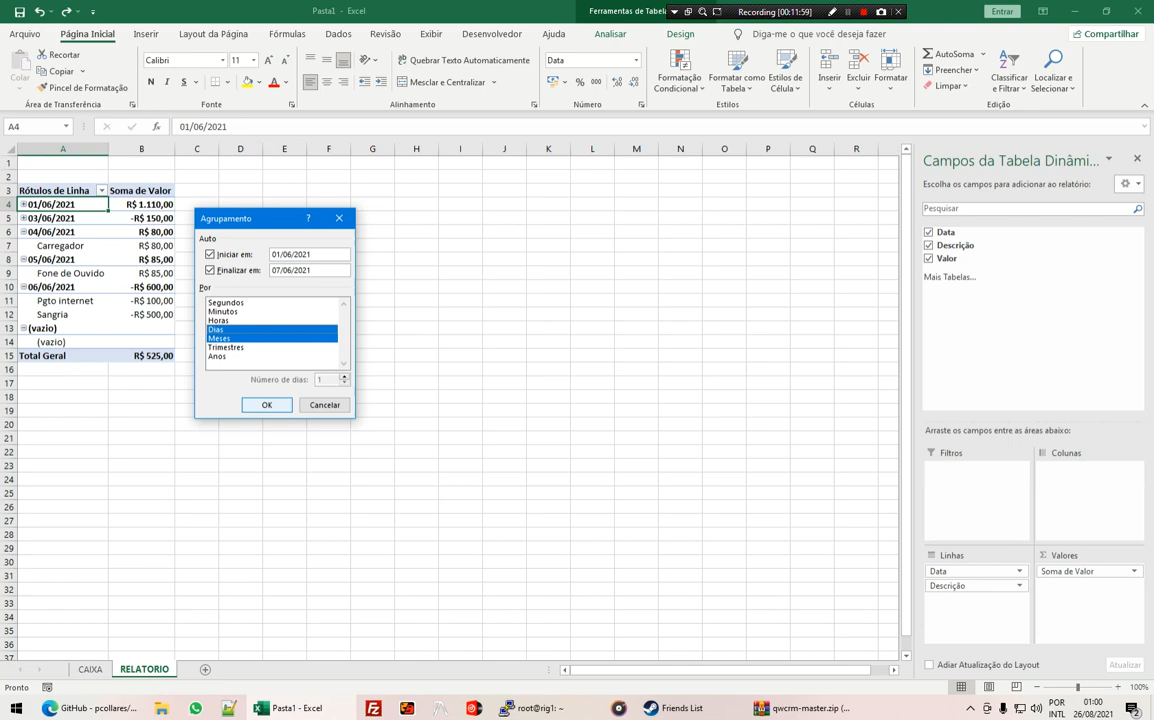 Pasta1 - Excel
Ferramentas de Tabela
Recording [00:11:59]
Entrar
Arquivo Página Inicial Inserir Layout da Página Fórmulas Dados Revisão Exibir Desenvolvedor Ajuda Analisar Design Diga-me o que você deseja fazer Compartilhar
Colar
Recortar
Copiar
Pincel de Formatação
Área de Transferência
Calibri 11
N I S
Fonte
Quebrar Texto Automaticamente
Mesclar e Centralizar
Alinhamento
Data
% 000
Número
Formatação Condicional
Formatar como Tabela
Estilos de Célula
Estilos
Inserir Excluir Formatar
Células
AutoSoma
Preencher
Limpar
Classificar e Filtrar
Localizar e Selecionar
Edição
A4 fx 01/06/2021
A B C D E F G H I J K L M N O P Q R
1
2
3 Rótulos de Linha Soma de Valor
4 01/06/2021 R$ 1.110,00
5 03/06/2021 -R$ 150,00
6 04/06/2021 R$ 80,00
7 Carregador R$ 80,00
8 05/06/2021 R$ 85,00
9 Fone de Ouvido R$ 85,00
10 06/06/2021 -R$ 600,00
11 Pgto internet -R$ 100,00
12 Sangria -R$ 500,00
13 (vazio)
14 (vazio)
15 Total Geral R$ 525,00
16
17
18
19
20
21
22
23
24
25
26
27
28
29
30
31
32
33
34
35
36
37
Agrupamento ?
Auto
Iniciar em: 01/06/2021
Finalizar em: 07/06/2021
Por
Segundos
Minutos
Horas
Dias
Meses
Trimestres
Anos
Número de dias: 1
OK Cancelar
Campos da Tabela Dinâmi...
Escolha os campos para adicionar ao relatório:
Pesquisar
Data
Descrição
Valor
Mais Tabelas...
Arraste os campos entre as áreas abaixo:
Filtros Colunas
Linhas Valores
Data Soma de Valor
Descrição
Adiar Atualização do Layout Atualizar
CAIXA RELATORIO
Pronto 100%
GitHub - pcollares/...
Pasta1 - Excel
root@rig1: ~
Friends List
qwcrm-master.zip (...
POR
INTL
01:00
26/08/2021
2